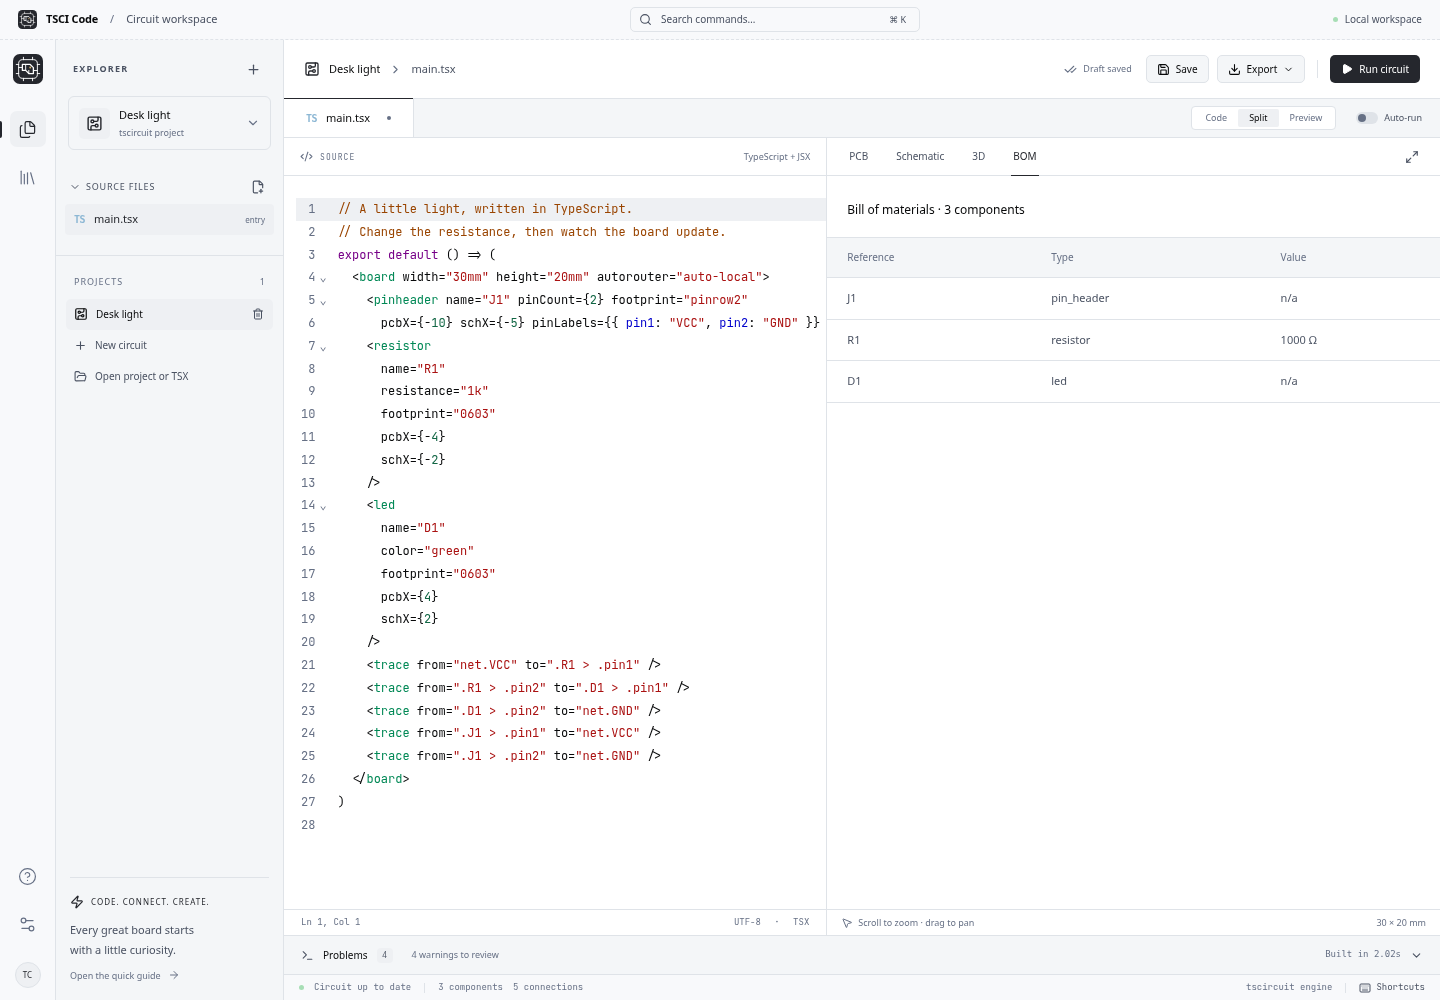 TSCI Code / Circuit workspace
Search commands... ⌘ K
Local workspace
EXPLORER
Desk light
tscircuit project
SOURCE FILES
TS main.tsx entry
PROJECTS 1
Desk light
New circuit
Open project or TSX
CODE. CONNECT. CREATE.
Every great board starts
with a little curiosity.
Open the quick guide
TC
Desk light main.tsx
Draft saved
Save
Export
Run circuit
TS main.tsx
Code Split Preview
Auto-run
SOURCE
TypeScript + JSX
1 // A little light, written in TypeScript.
2 // Change the resistance, then watch the board update.
3 export default () => (
4 <board width="30mm" height="20mm" autorouter="auto-local">
5 <pinheader name="J1" pinCount={2} footprint="pinrow2"
6 pcbX={-10} schX={-5} pinLabels={{ pin1: "VCC", pin2: "GND" }}
7 <resistor
8 name="R1"
9 resistance="1k"
10 footprint="0603"
11 pcbX={-4}
12 schX={-2}
13 />
14 <led
15 name="D1"
16 color="green"
17 footprint="0603"
18 pcbX={4}
19 schX={2}
20 />
21 <trace from="net.VCC" to=".R1 > .pin1" />
22 <trace from=".R1 > .pin2" to=".D1 > .pin1" />
23 <trace from=".D1 > .pin2" to="net.GND" />
24 <trace from=".J1 > .pin1" to="net.VCC" />
25 <trace from=".J1 > .pin2" to="net.GND" />
26 </board>
27 )
28
Ln 1, Col 1
UTF-8 · TSX
PCB Schematic 3D BOM
Bill of materials · 3 components
Reference Type Value
J1 pin_header n/a
R1 resistor 1000 Ω
D1 led n/a
Scroll to zoom · drag to pan
30 × 20 mm
Problems 4 4 warnings to review
Built in 2.02s
Circuit up to date 3 components 5 connections
tscircuit engine
Shortcuts